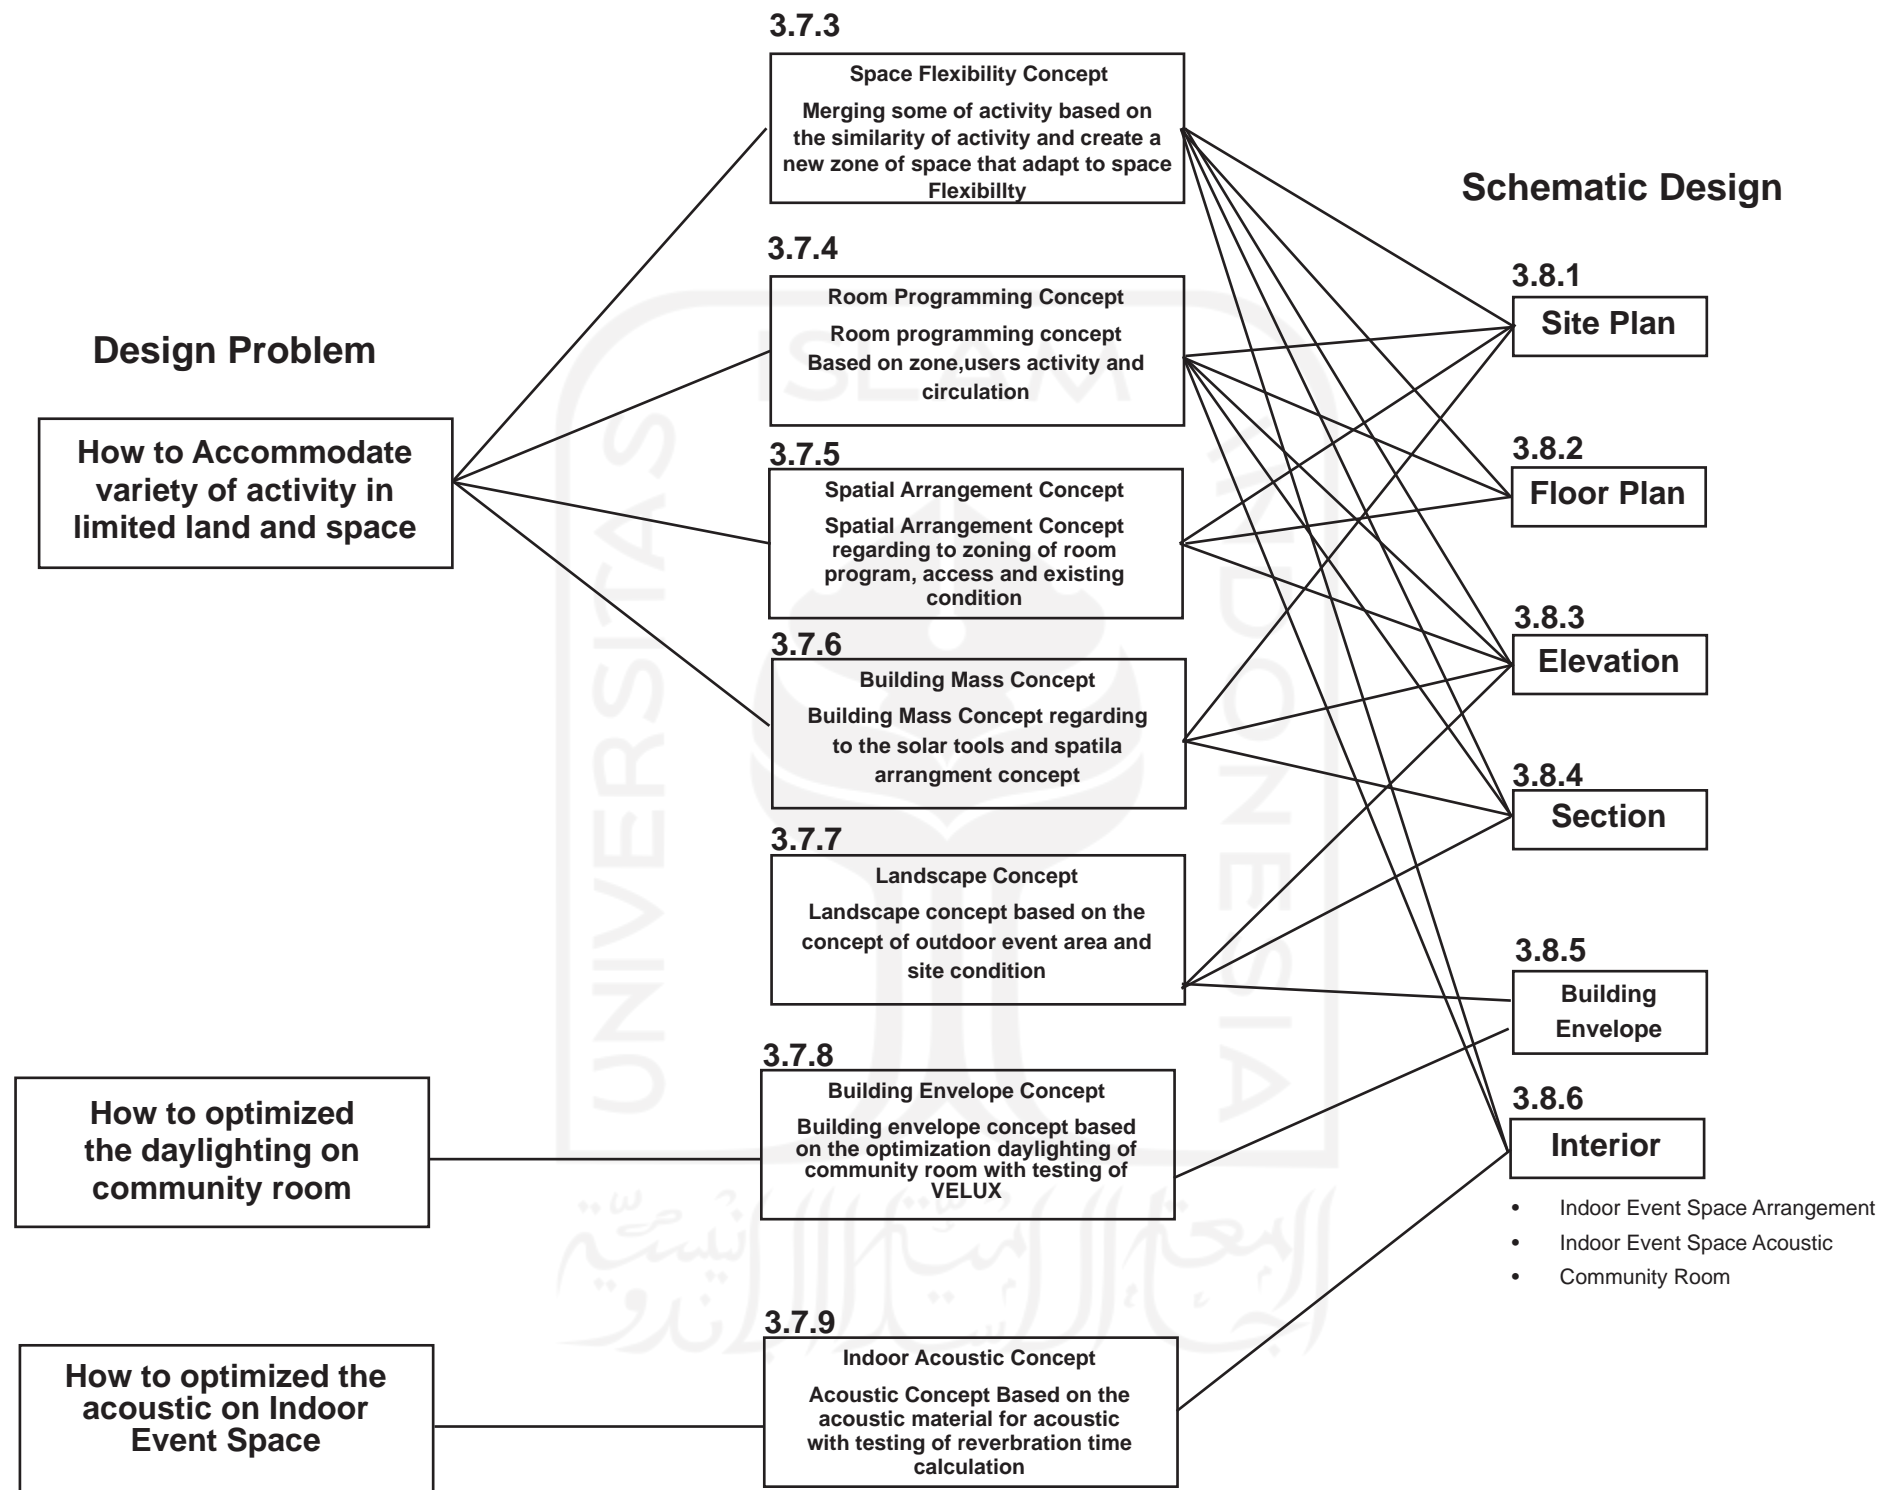 Design Problem
How to Accommodate
variety of activity in
limited land and space
How to optimized
the daylighting on
community room
How to optimized the
acoustic on Indoor
Event Space
3.7.3
Space Flexibility Concept
Merging some of activity based on
the similarity of activity and create a
new zone of space that adapt to space
Flexibillty
3.7.4
Room Programming Concept
Room programming concept
Based on zone,users activity and
circulation
3.7.5
Spatial Arrangement Concept
Spatial Arrangement Concept
regarding to zoning of room
program, access and existing
condition
3.7.6
Building Mass Concept
Building Mass Concept regarding
to the solar tools and spatila
arrangment concept
3.7.7
Landscape Concept
Landscape concept based on the
concept of outdoor event area and
site condition
3.7.8
Building Envelope Concept
Building envelope concept based
on the optimization daylighting of
community room with testing of
VELUX
3.7.9
Indoor Acoustic Concept
Acoustic Concept Based on the
acoustic material for acoustic
with testing of reverbration time
calculation
Schematic Design
3.8.1
Site Plan
3.8.2
Floor Plan
3.8.3
Elevation
3.8.4
Section
3.8.5
Building
Envelope
3.8.6
Interior
• Indoor Event Space Arrangement
• Indoor Event Space Acoustic
• Community Room
UNIVERSITAS
ISLAM
INDONESIA